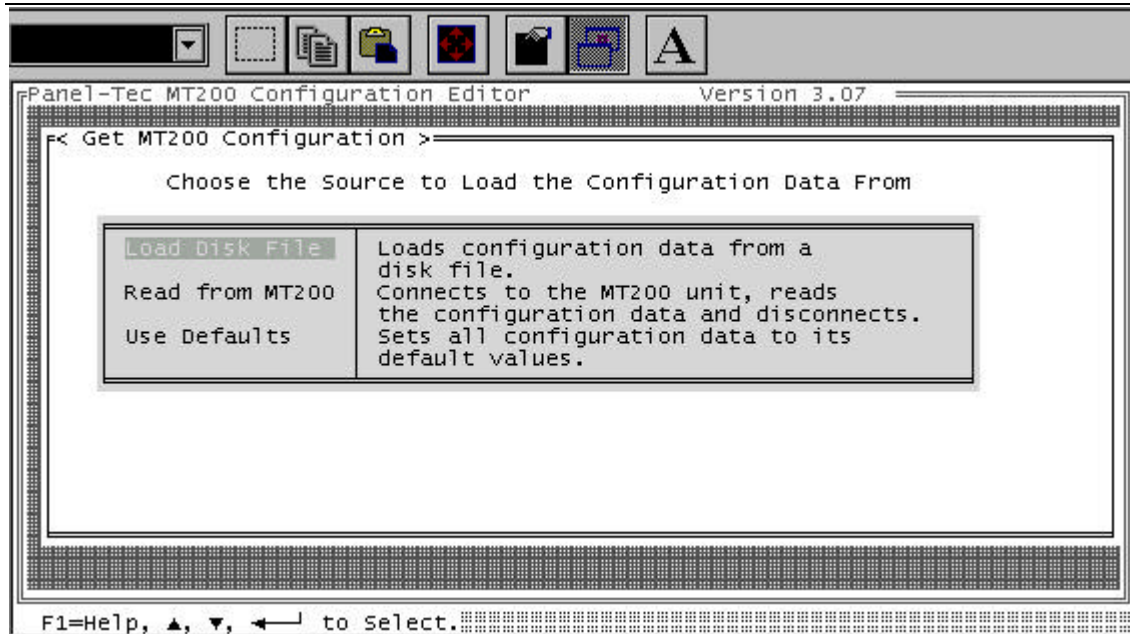 A
Panel-Tec MT200 Configuration Editor Version 3.07
< Get MT200 Configuration >
Choose the Source to Load the Configuration Data From
Load Disk File Loads configuration data from a
disk file.
Read from MT200 Connects to the MT200 unit, reads
the configuration data and disconnects.
Use Defaults Sets all configuration data to its
default values.
F1=Help, ▲, ▼, ◄─┘ to Select.